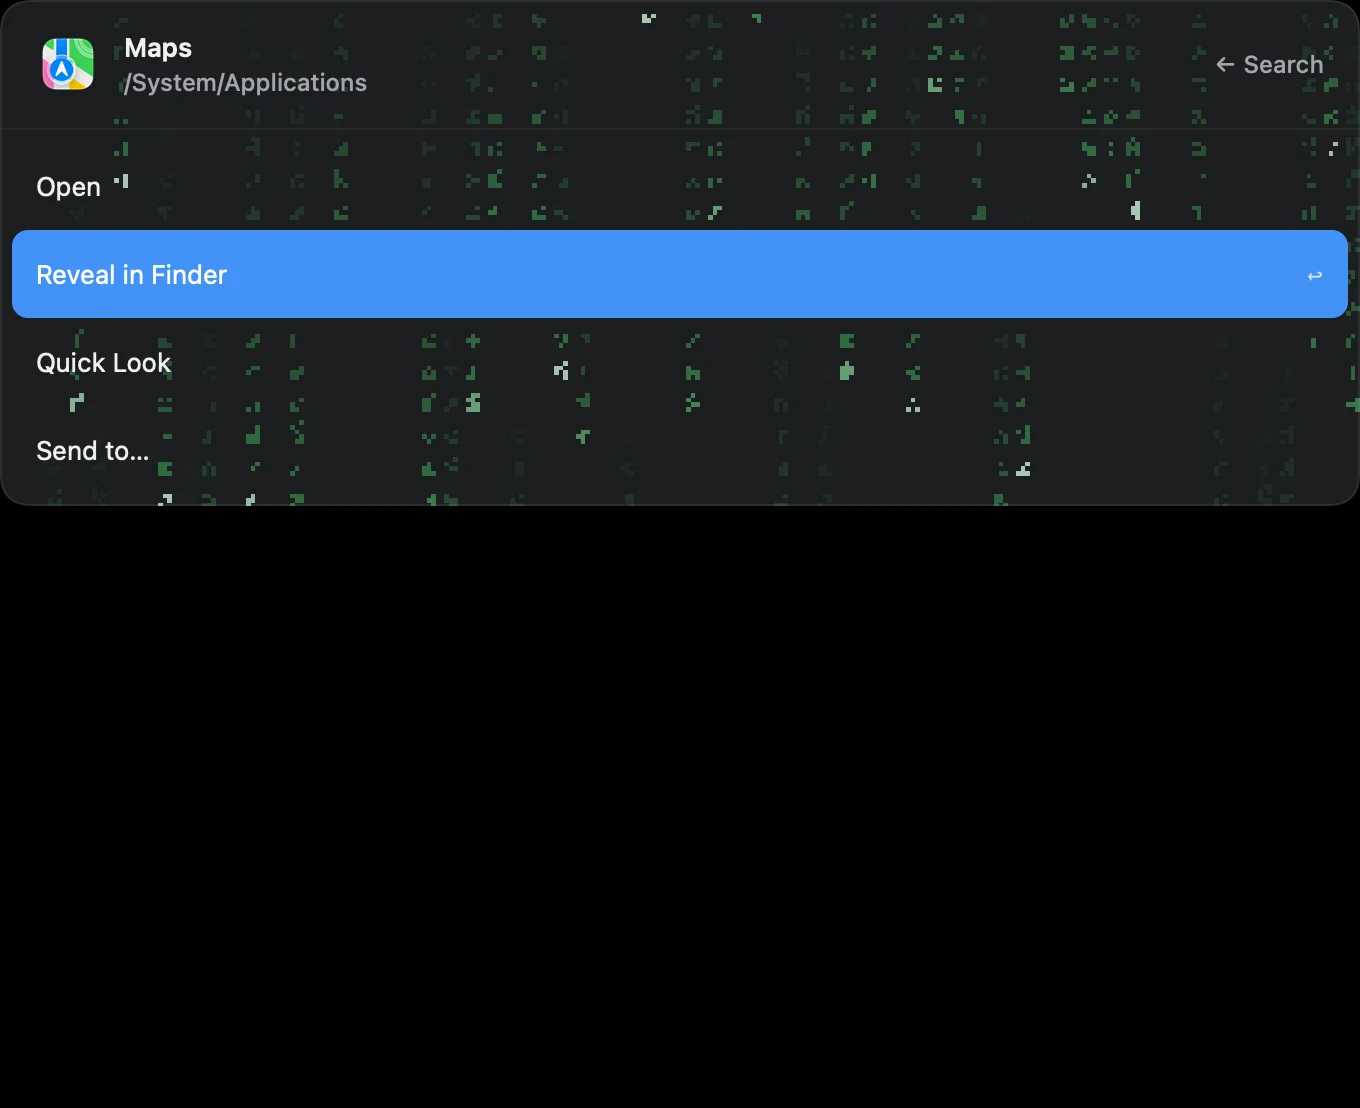 Maps
/System/Applications
← Search
Open
Reveal in Finder ↩
Quick Look
Send to...